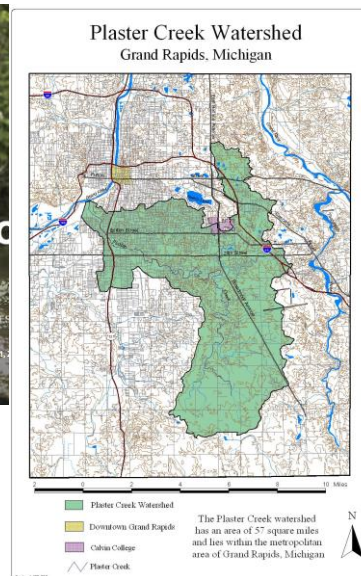 Plaster Creek Watershed
Grand Rapids, Michigan
2 0 2 4 6 8 10 Miles
Plaster Creek Watershed
Downtown Grand Rapids
Calvin College
Plaster Creek
The Plaster Creek watershed
has an area of 57 square miles
and lies within the metropolitan
area of Grand Rapids, Michigan
N